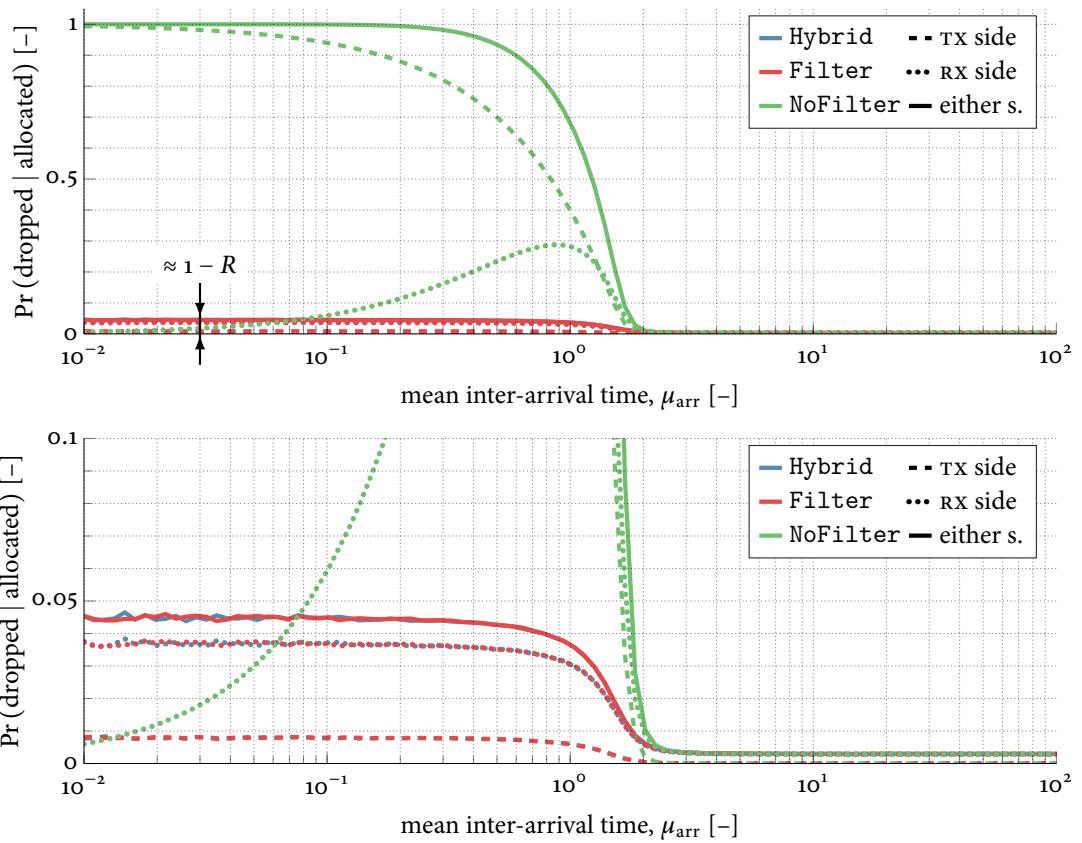 Pr (dropped | allocated) [–]
1
0.5
0
≈ 1 – R
Hybrid
Filter
NoFilter
TX side
RX side
either s.
10⁻²
10⁻¹
10⁰
10¹
10²
mean inter-arrival time, μarr [–]
Pr (dropped | allocated) [–]
0.1
0.05
0
Hybrid
Filter
NoFilter
TX side
RX side
either s.
10⁻²
10⁻¹
10⁰
10¹
10²
mean inter-arrival time, μarr [–]